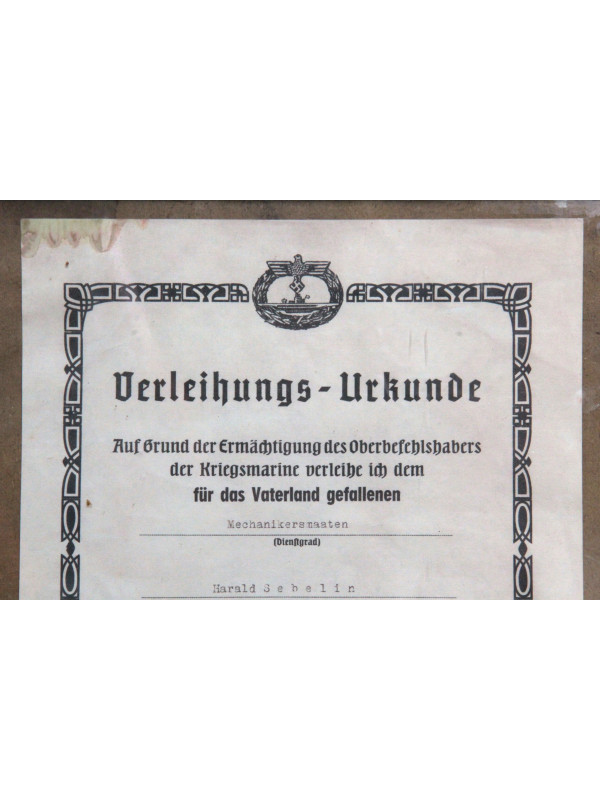 Verleihungs-Urkunde
Auf Grund der Ermächtigung des Oberbefehlshabers
der Kriegsmarine verleihe ich dem
für das Vaterland gefallenen
Mechanikersmaaten
(Dienstgrad)
Harald S e b e l i n